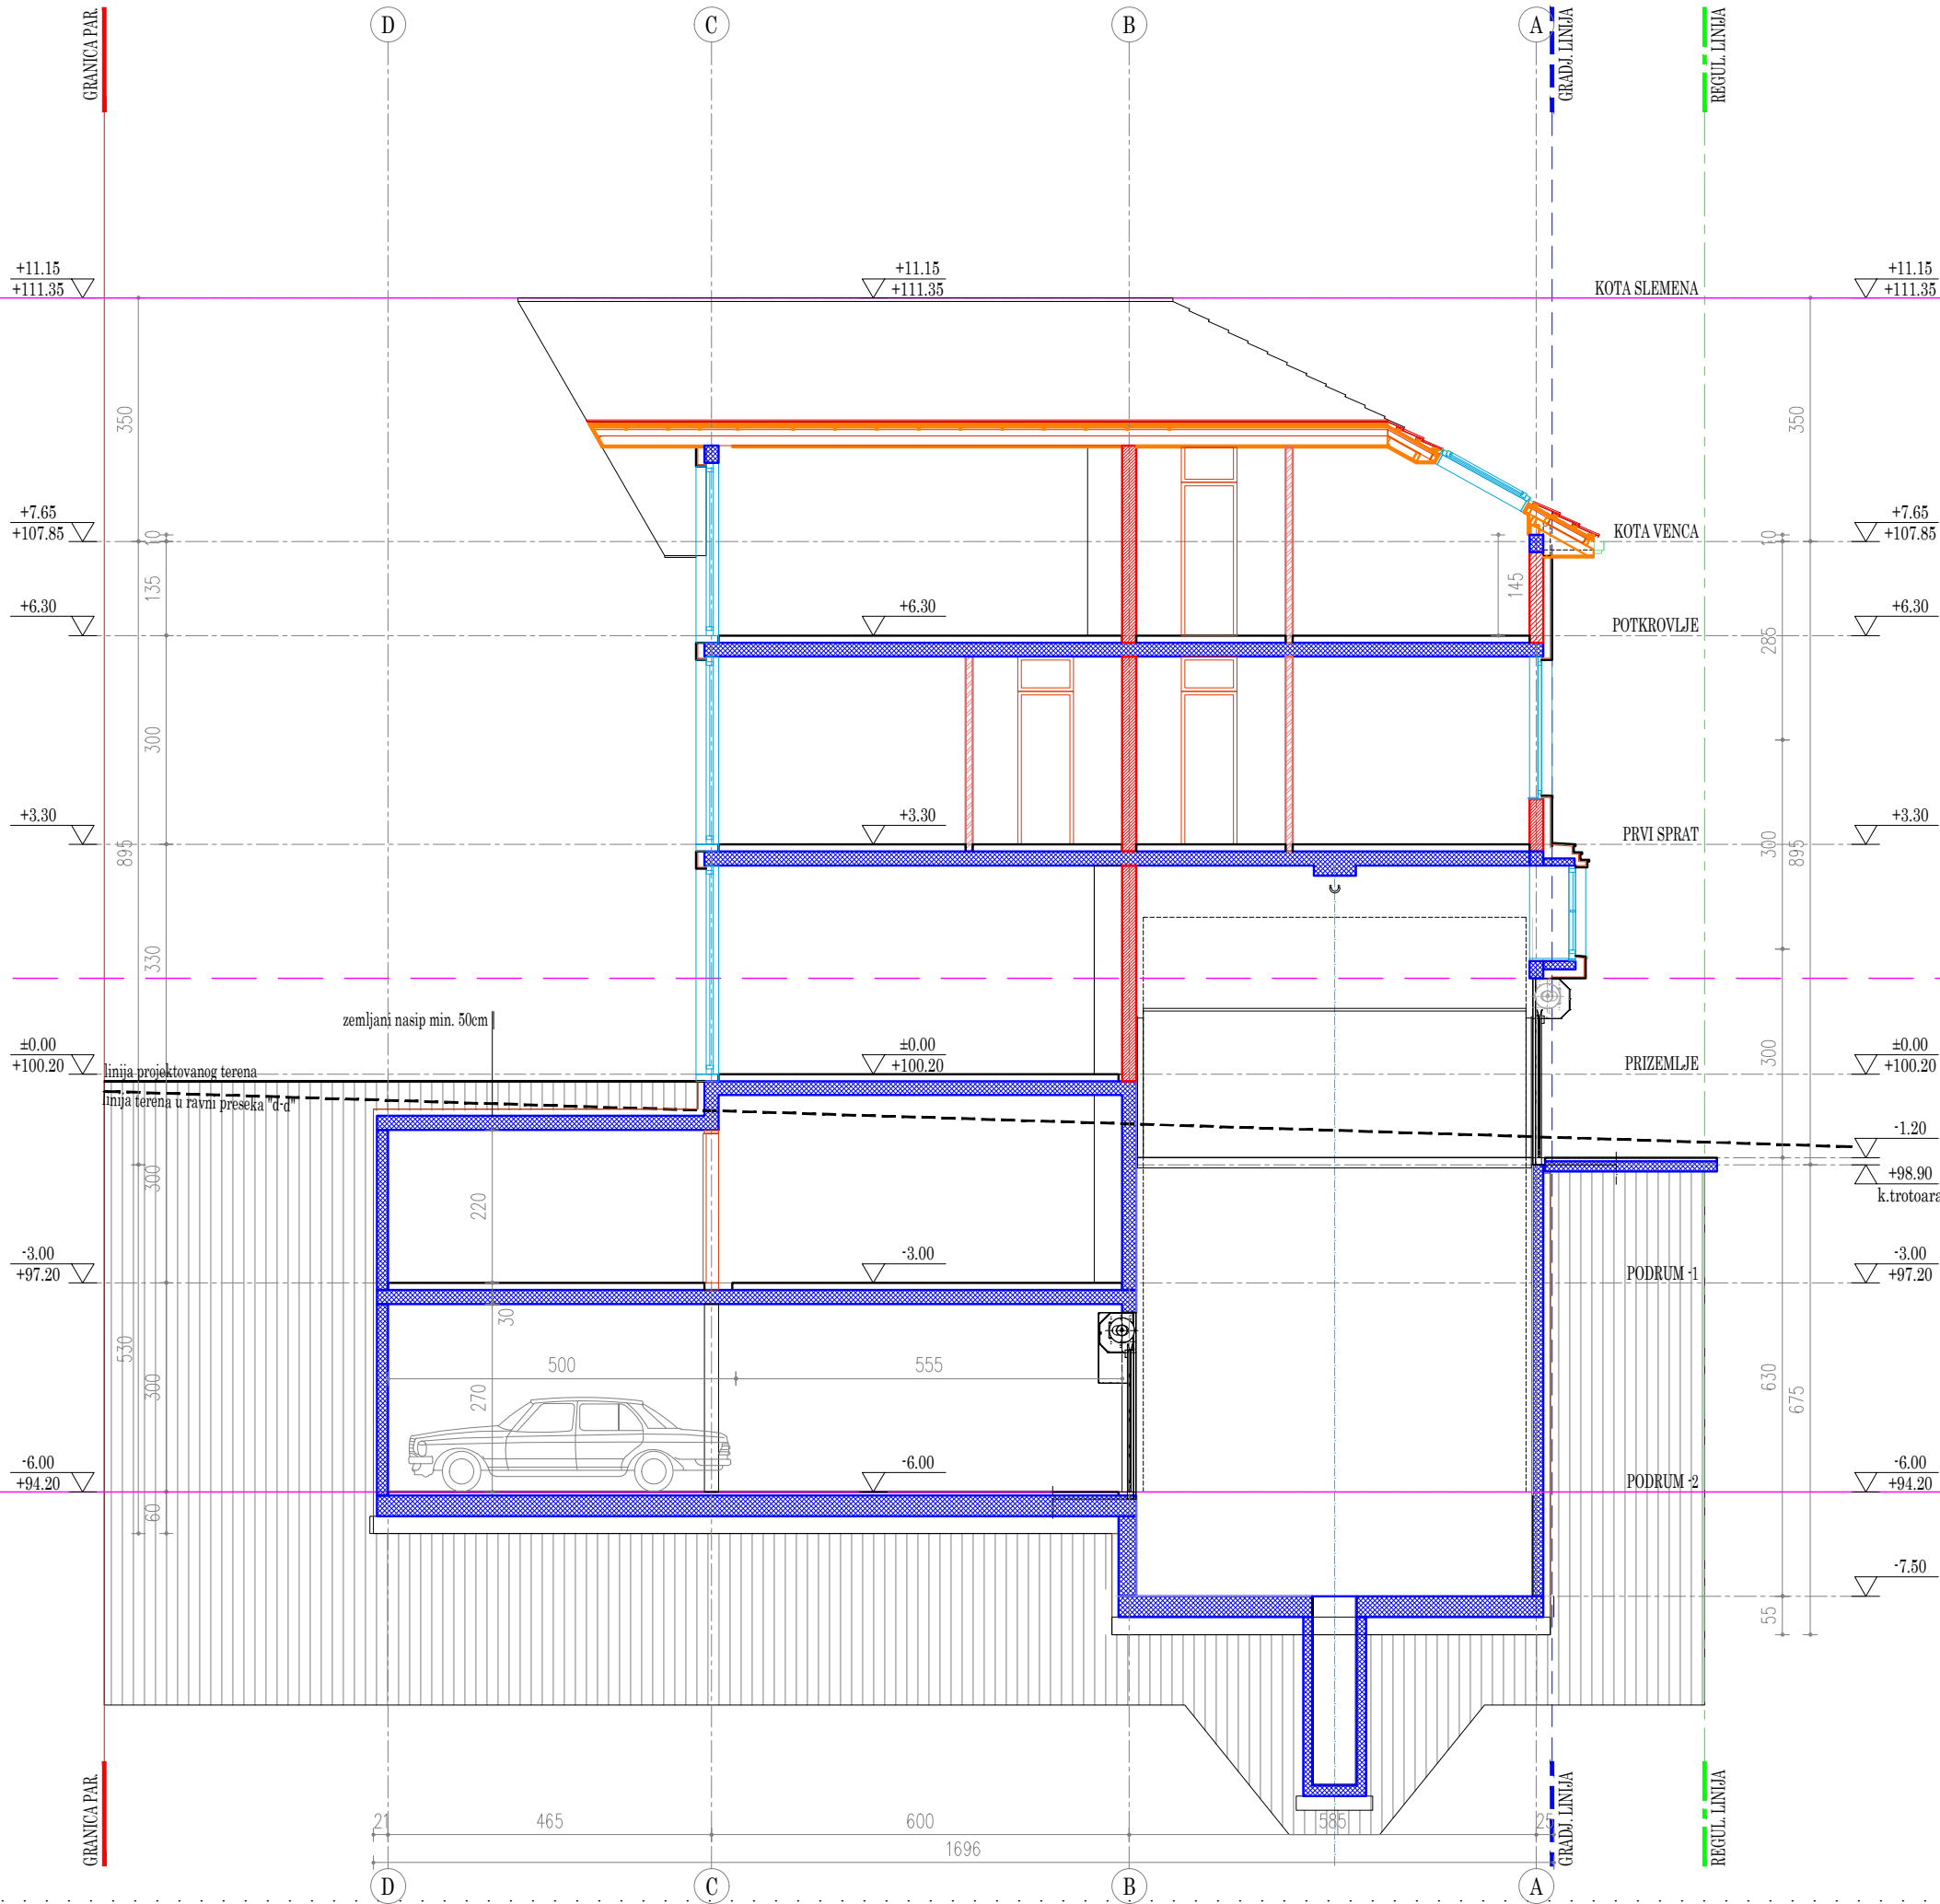 GRANICA PAR.
D
C
B
A
GRADJ. LINIJA
REGUL. LINIJA
+11.15
+111.35
+11.15
+111.35
KOTA SLEMENA
+11.15
+111.35
350
350
+7.65
+107.85
10
KOTA VENCA
+7.65
+107.85
10
135
145
+6.30
+6.30
POTKROVLJE
+6.30
285
300
+3.30
+3.30
PRVI SPRAT
+3.30
895
300
895
330
zemljani nasip min. 50cm
±0.00
+100.20
±0.00
+100.20
PRIZEMLJE
±0.00
+100.20
300
linija projektovanog terena
linija terena u ravni preseka "d-d"
-1.20
+98.90
k.trotoara
300
220
-3.00
+97.20
-3.00
PODRUM -1
-3.00
+97.20
30
530
500
555
300
270
630
675
-6.00
+94.20
-6.00
PODRUM -2
-6.00
+94.20
60
-7.50
55
GRANICA PAR.
GRADJ. LINIJA
REGUL. LINIJA
21
465
600
585
25
1696
D
C
B
A